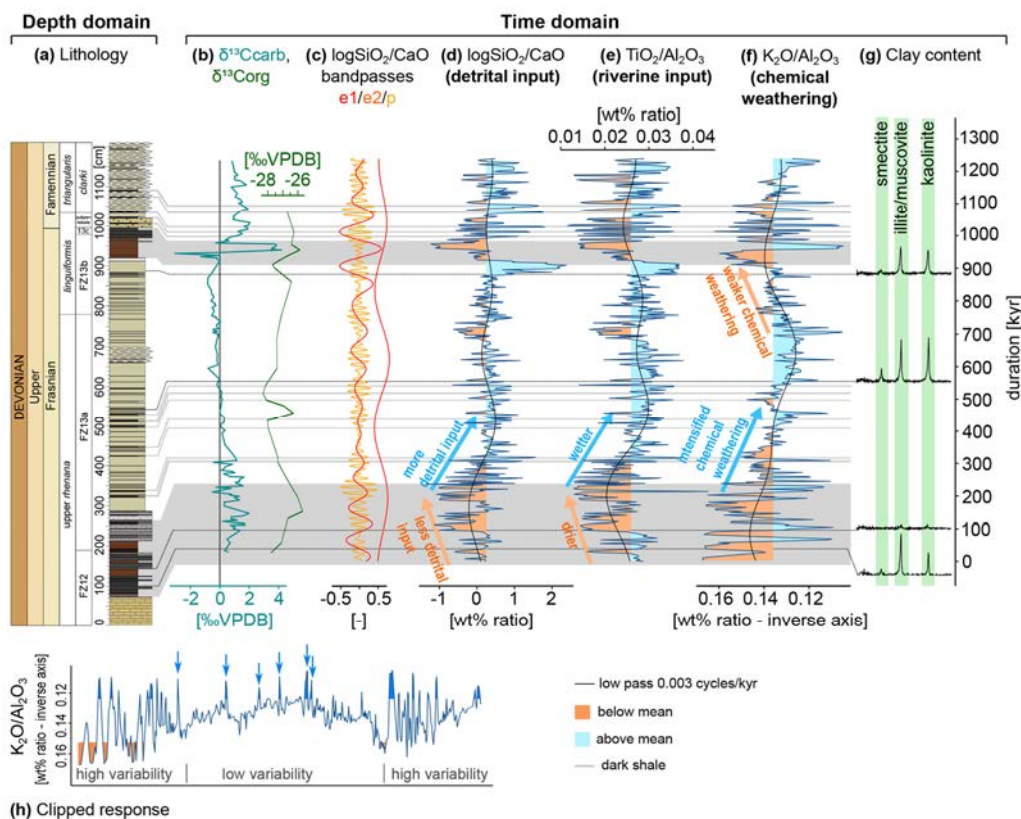 Depth domain
Time domain
(a) Lithology
(b) δ¹³Ccarb,
δ¹³Corg
(c) logSiO₂/CaO
bandpasses
e1/e2/p
(d) logSiO₂/CaO
(detrital input)
(e) TiO₂/Al₂O₃
(riverine input)
(f) K₂O/Al₂O₃
(chemical
weathering)
(g) Clay content
[wt% ratio]
0.01 0.02 0.03 0.04
[‰VPDB]
-28 -26
smectite
illite/muscovite
kaolinite
DEVONIAN
Upper
Famennian
Frasnian
triangularis
clarki
linguiformis
upper rhenana
13c
FZ13b
FZ13a
FZ12
[cm]
1100
1000
900
800
700
600
500
400
300
200
100
0
1300
1200
1100
1000
900
800
700
600
500
400
300
200
100
0
duration [kyr]
more
detrital input
less detrital
input
wetter
drier
weaker chemical
weathering
intensified
chemical
weathering
0 2 4
[‰VPDB]
-0.5 0.5
[-]
-1 0 1 2
[wt% ratio]
0.16 0.14 0.12
[wt% ratio - inverse axis]
K₂O/Al₂O₃
[wt% ratio - inverse axis]
0.12
0.14
0.16
high variability
low variability
high variability
low pass 0.003 cycles/kyr
below mean
above mean
dark shale
(h) Clipped response